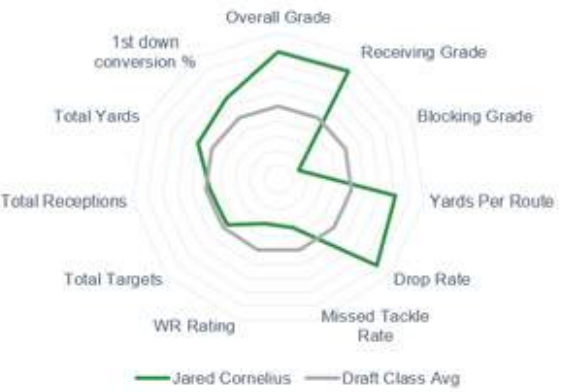 Overall Grade
1st down
conversion %
Receiving Grade
Total Yards
Blocking Grade
Total Receptions
Yards Per Route
Total Targets
Drop Rate
WR Rating
Missed Tackle
Rate
Jared Cornelius
Draft Class Avg